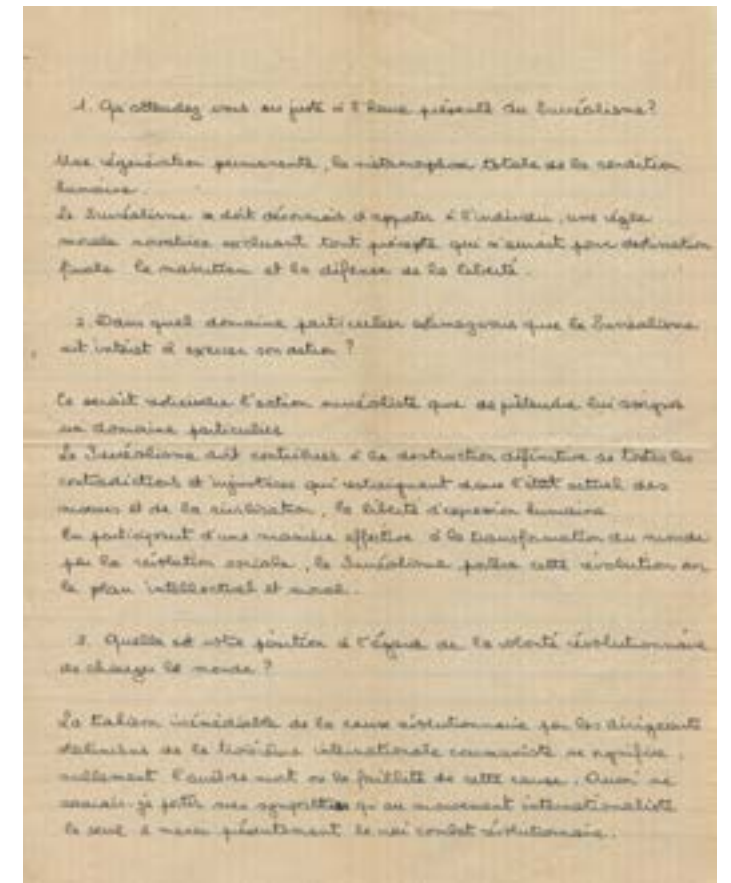 1. Qu'attendez vous au juste à l'heure présente du Surréalisme?
Une régénération permanente, la métamorphose totale de la condition
humaine.
Le Surréalisme se doit désormais d'apporter à l'individu, une règle
morale novatrice excluant tout précepte qui n'aurait pour destination
finale le maintien et la défense de la liberté.
2. Dans quel domaine particulier estimez vous que le Surréalisme
ait intérêt à exercer son action?
Ce serait restreindre l'action surréaliste que de prétendre lui assigner
un domaine particulier
Le Surréalisme doit contribuer à la destruction définitive de toutes les
contradictions et injustices qui restreignent dans l'état actuel des
moeurs et de la civilisation, la liberté d'expression humaine
En participant d'une manière effective à la transformation du monde
par la révolution sociale, le Surréalisme portera cette révolution sur
le plan intellectuel et moral.
3. Quelle est votre position à l'égard de la volonté révolutionnaire
de changer le monde?
La trahison irrémédiable de la cause révolutionnaire par les dirigeants
staliniens de la troisième internationale communiste ne signifie
nullement l'arrêt de mort ou la faillite de cette cause. Aussi ne
saurais-je porter mes sympathies qu'au mouvement internationaliste
le seul à mener présentement le vrai combat révolutionnaire.